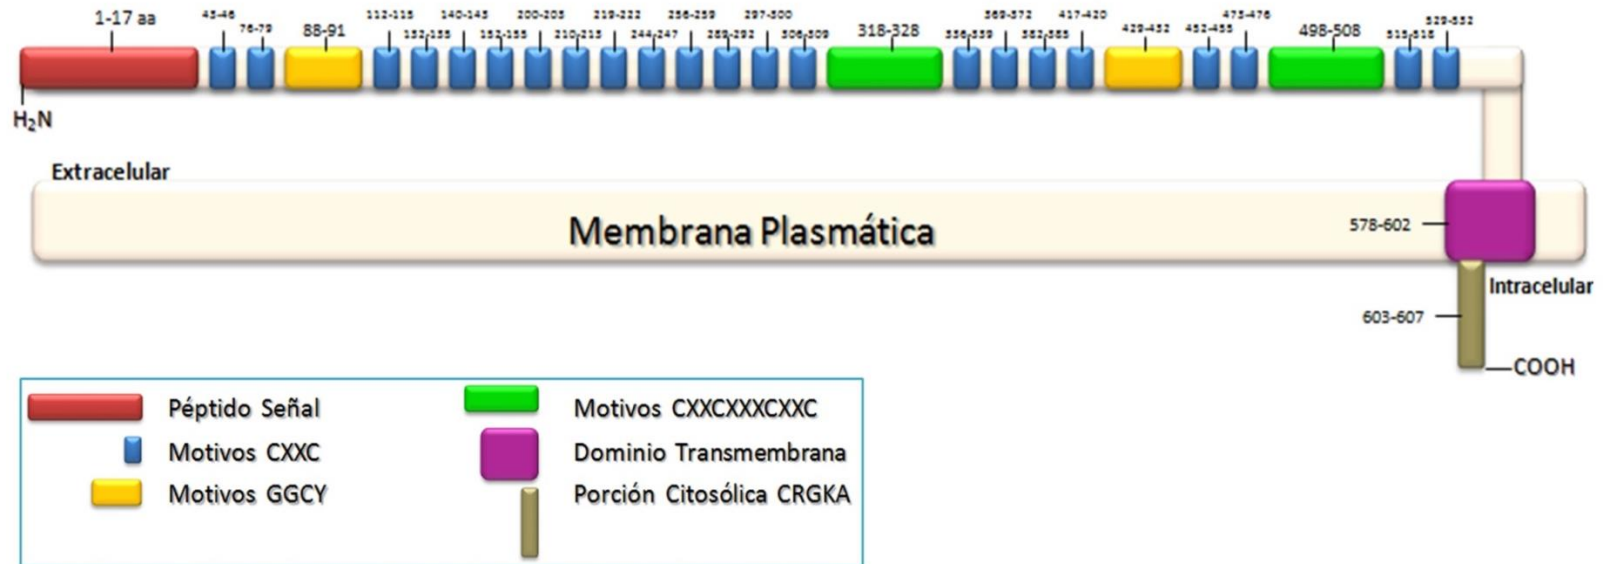 1-17 aa
43-46
76-79
88-91
112-115
132-135
140-143
152-155
200-203
210-213
219-222
244-247
256-259
289-292
297-300
306-309
318-328
336-339
369-372
382-385
417-420
429-432
452-455
473-476
498-508
515-518
529-532
H₂N
Extracelular
Membrana Plasmática
578-602
Intracelular
603-607
COOH
Péptido Señal
Motivos CXXCXXXCXXC
Motivos CXXC
Dominio Transmembrana
Motivos GGCY
Porción Citosólica CRGKA